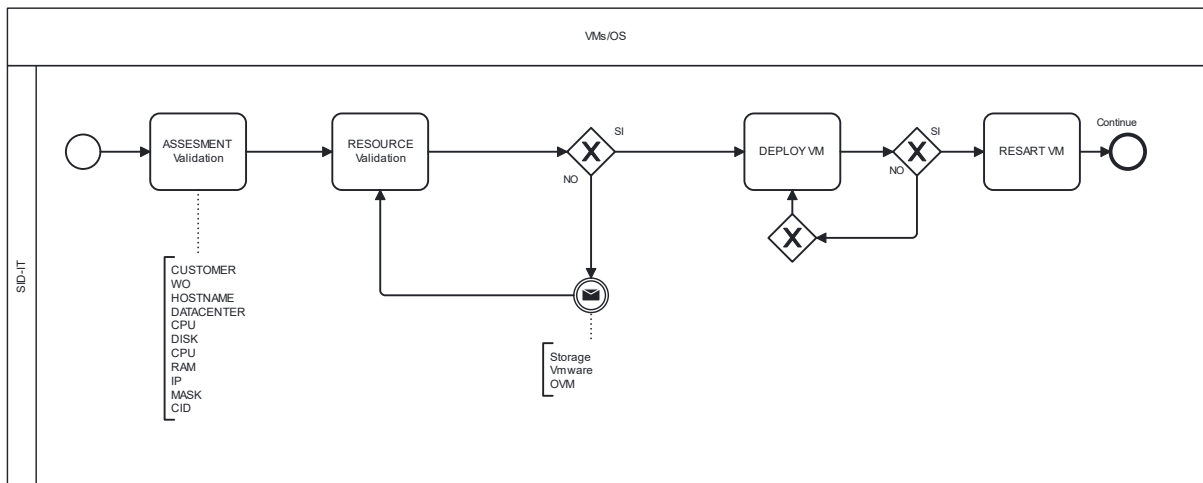 VMs/OS
SID-IT
ASSESMENT
Validation
RESOURCE
Validation
SI
NO
DEPLOY VM
SI
NO
RESART VM
Continue
CUSTOMER
WO
HOSTNAME
DATACENTER
CPU
DISK
CPU
RAM
IP
MASK
CID
Storage
Vmware
OVM